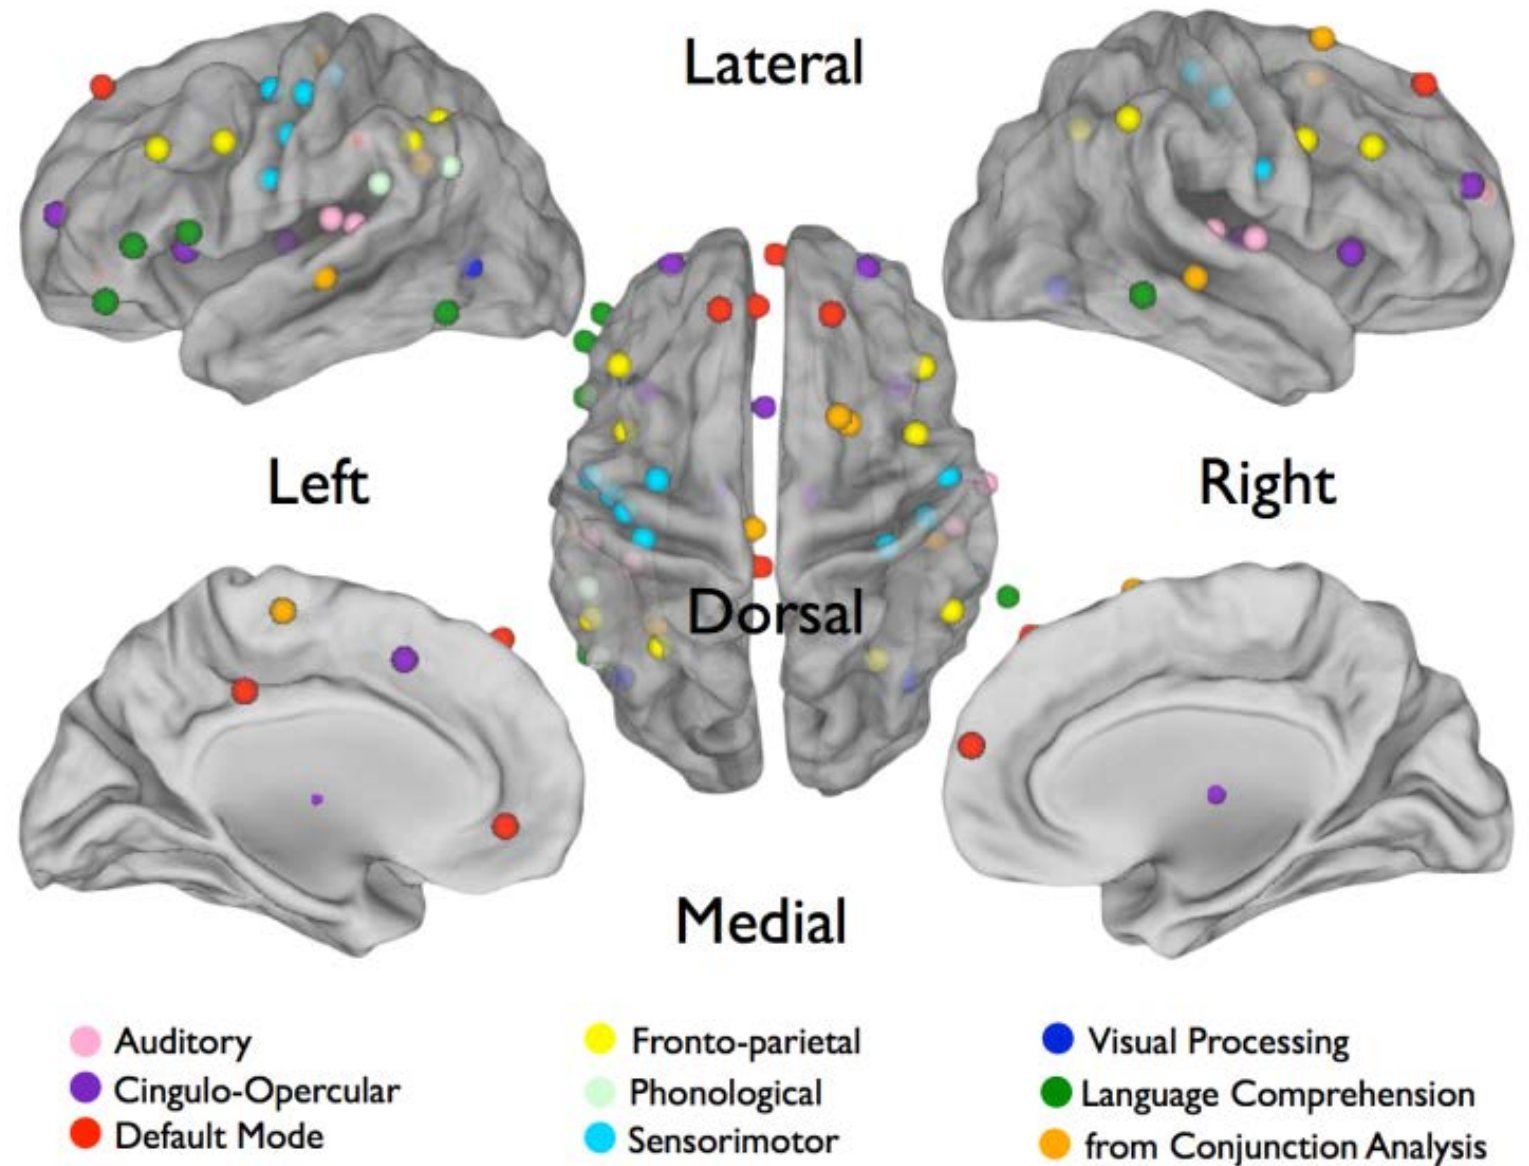 Lateral
Left
Right
Dorsal
Medial
Auditory
Cingulo-Opercular
Default Mode
Fronto-parietal
Phonological
Sensorimotor
Visual Processing
Language Comprehension
from Conjunction Analysis